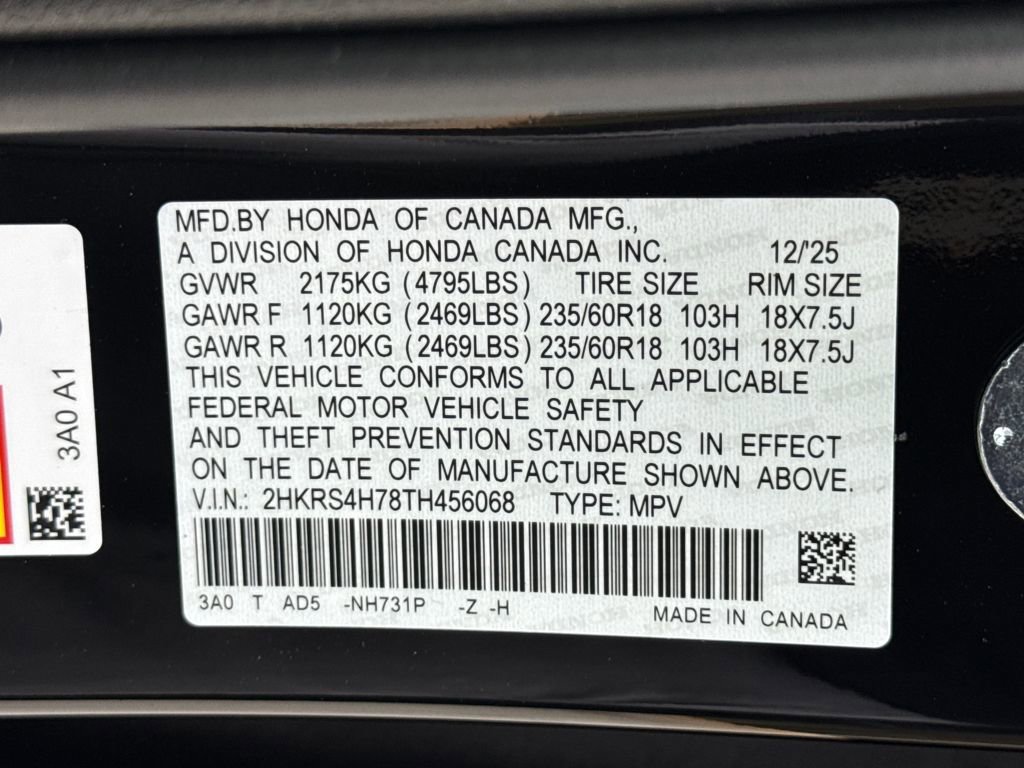 MFD.BY HONDA OF CANADA MFG.,
A DIVISION OF HONDA CANADA INC. 12/'25
GVWR 2175KG (4795LBS) TIRE SIZE RIM SIZE
GAWR F 1120KG (2469LBS) 235/60R18 103H 18X7.5J
GAWR R 1120KG (2469LBS) 235/60R18 103H 18X7.5J
THIS VEHICLE CONFORMS TO ALL APPLICABLE
FEDERAL MOTOR VEHICLE SAFETY
AND THEFT PREVENTION STANDARDS IN EFFECT
ON THE DATE OF MANUFACTURE SHOWN ABOVE.
V.I.N.: 2HKRS4H78TH456068 TYPE: MPV
3A0 T AD5 -NH731P -Z -H MADE IN CANADA
3A0 A1